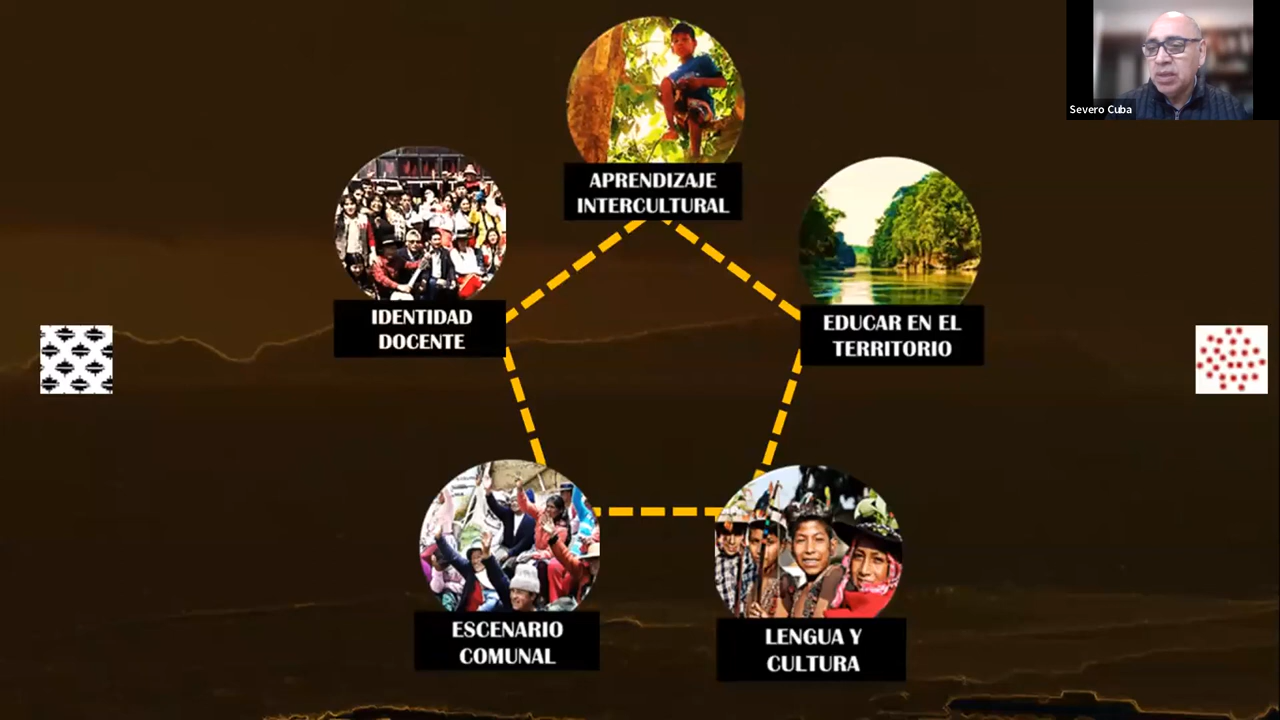 Severo Cuba
APRENDIZAJE
INTERCULTURAL
IDENTIDAD
DOCENTE
EDUCAR EN EL
TERRITORIO
ESCENARIO
COMUNAL
LENGUA Y
CULTURA